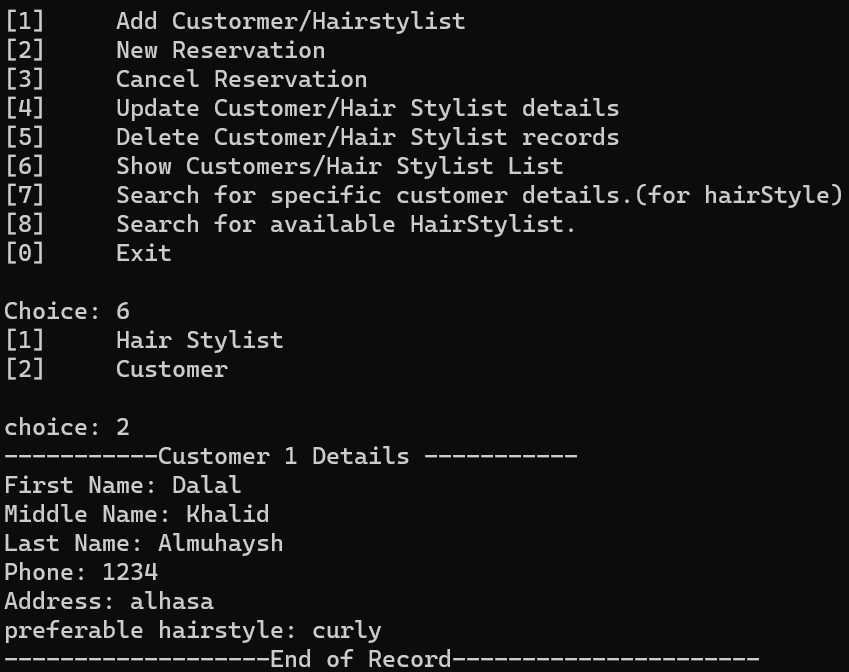 [1]     Add Custormer/Hairstylist
[2]     New Reservation
[3]     Cancel Reservation
[4]     Update Customer/Hair Stylist details
[5]     Delete Customer/Hair Stylist records
[6]     Show Customers/Hair Stylist List
[7]     Search for specific customer details.(for hairStyle)
[8]     Search for available HairStylist.
[0]     Exit
Choice: 6
[1]     Hair Stylist
[2]     Customer
choice: 2
-----------Customer 1 Details -----------
First Name: Dalal
Middle Name: Khalid
Last Name: Almuhaysh
Phone: 1234
Address: alhasa
preferable hairstyle: curly
-------------------End of Record----------------------